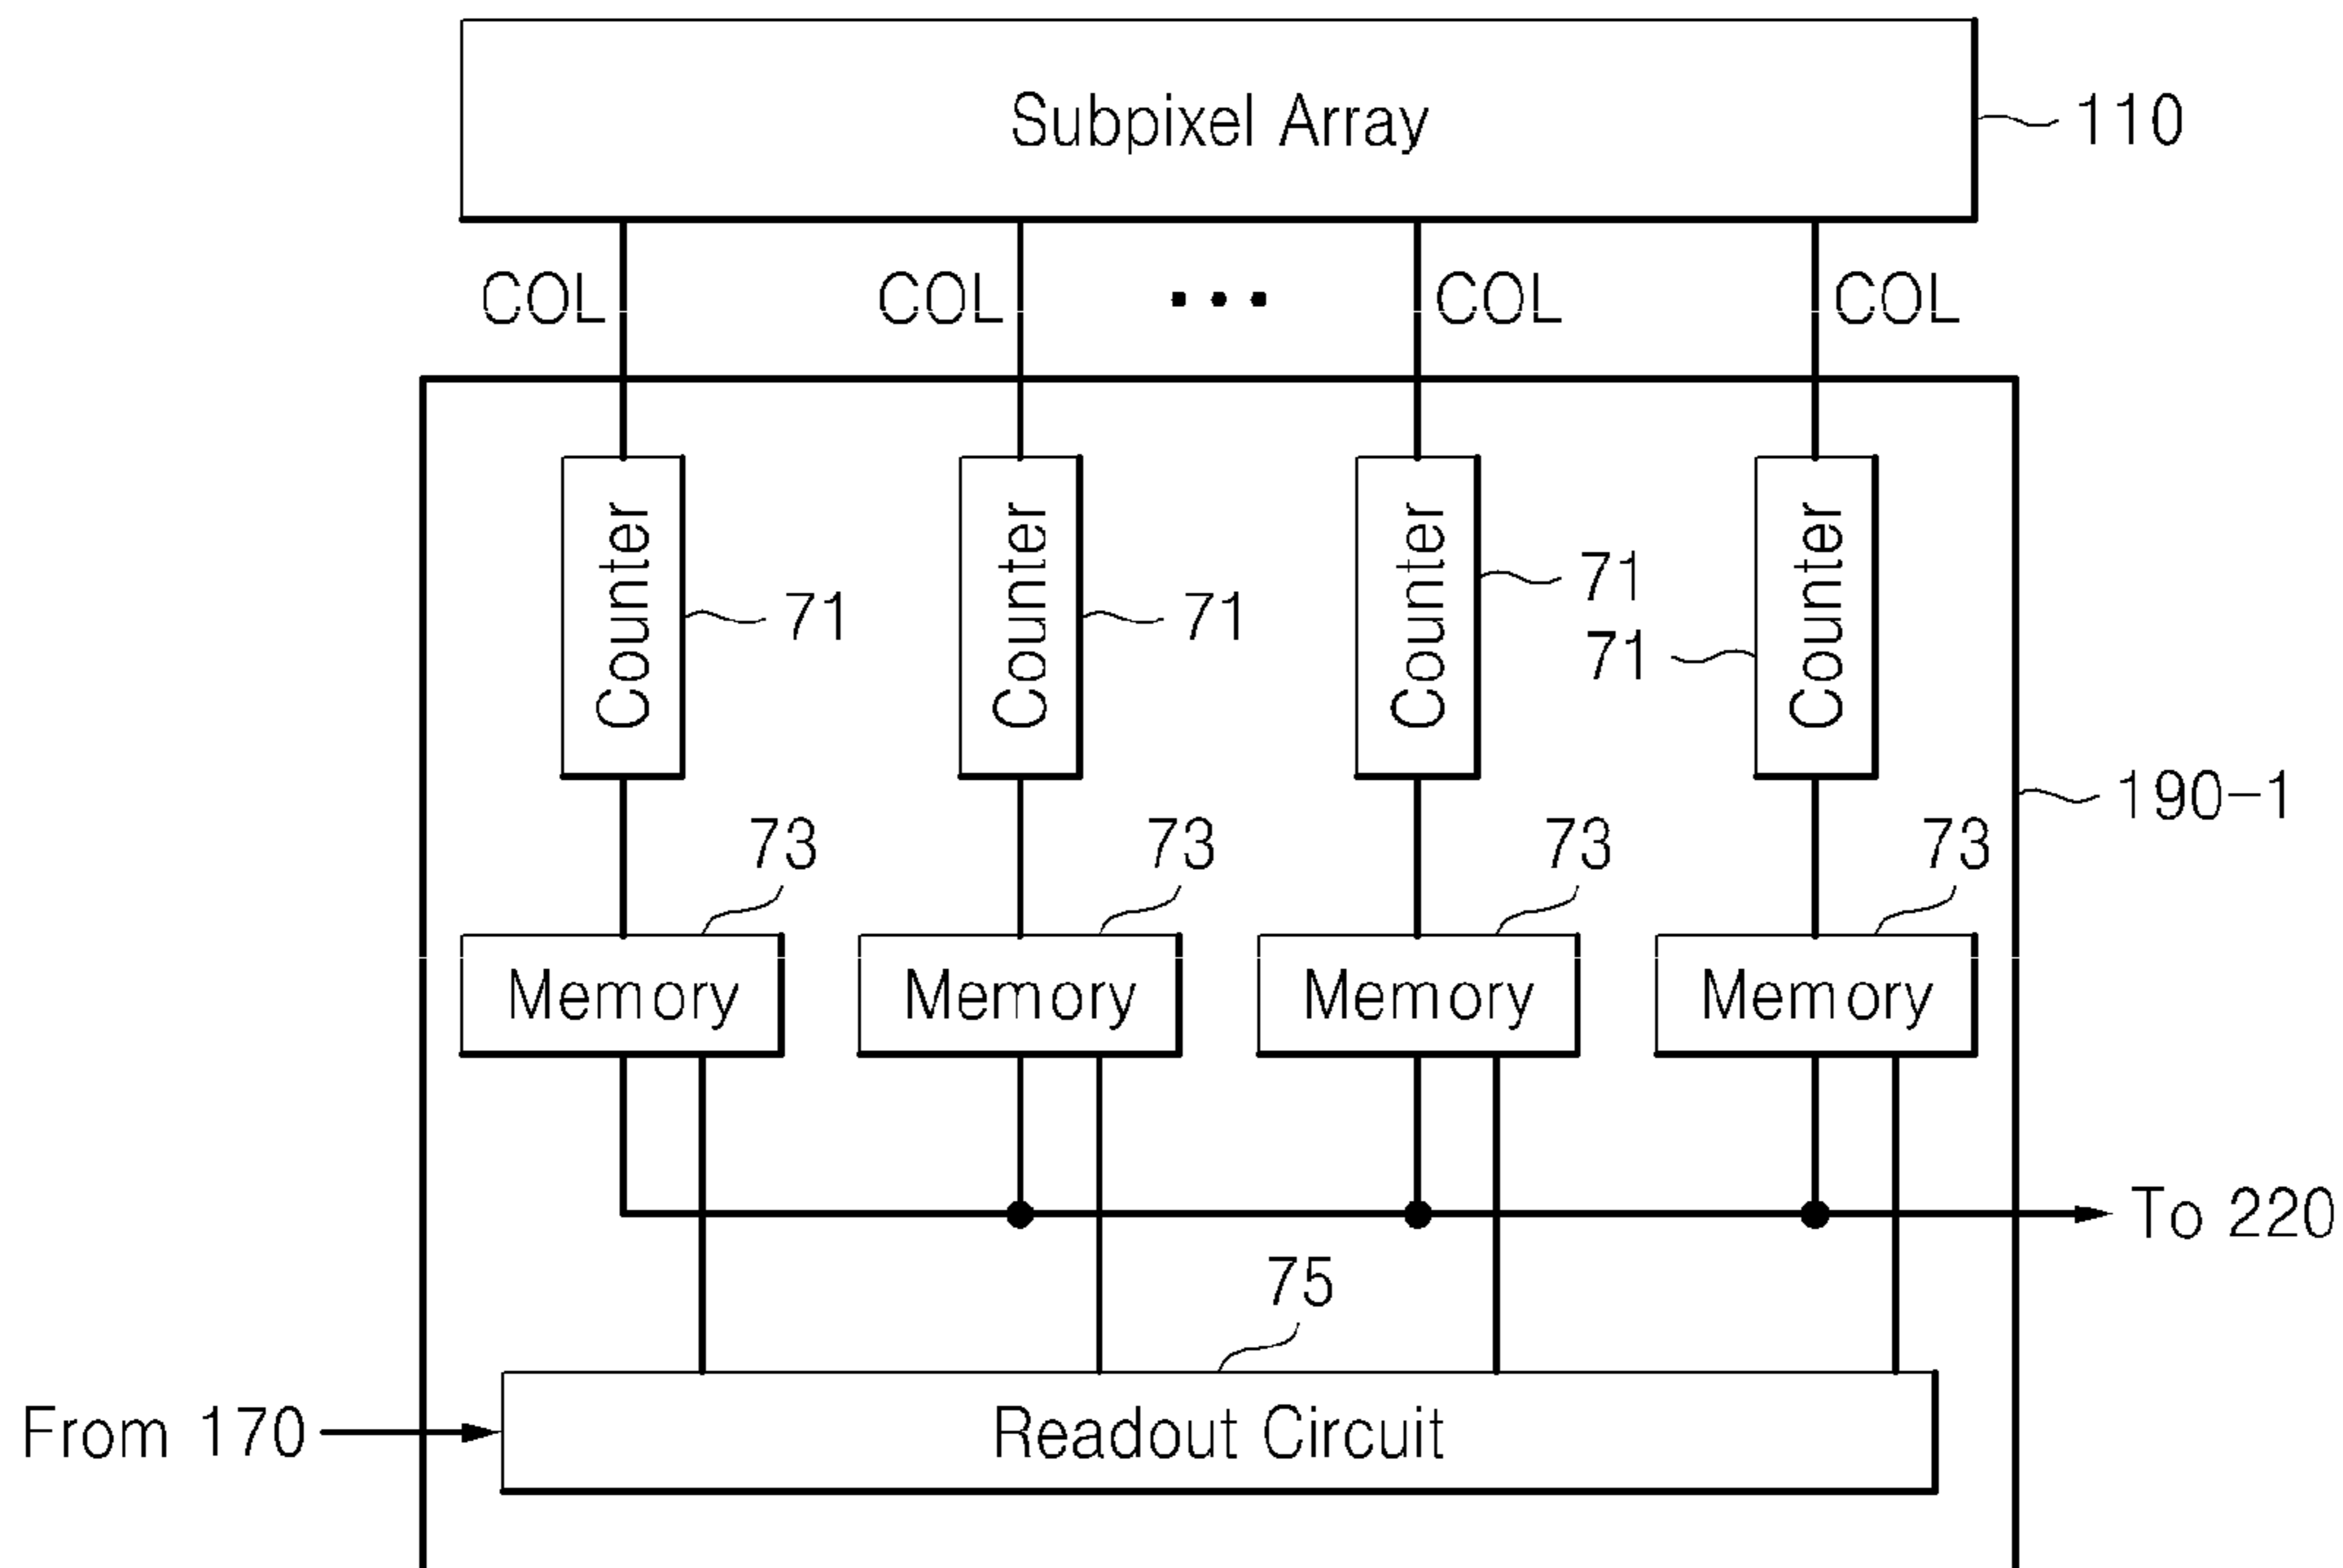 Subpixel Array
110
COL COL ••• COL COL
Counter 71 Counter 71 Counter 71 71 Counter
190-1
73 73 73 73
Memory Memory Memory Memory
To 220
75
From 170 Readout Circuit